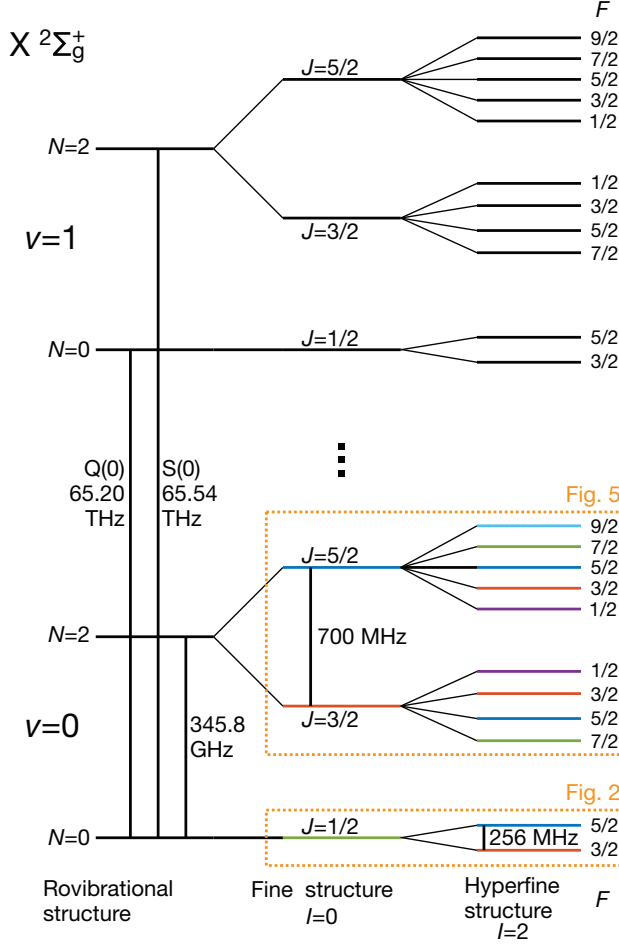 F
X ²Σg⁺
9/2
J=5/2
7/2
5/2
3/2
1/2
N=2
1/2
3/2
v=1
J=3/2
5/2
7/2
N=0
J=1/2
5/2
3/2
Q(0)
65.20
THz
S(0)
65.54
THz
Fig. 5
9/2
J=5/2
7/2
5/2
3/2
1/2
N=2
700 MHz
1/2
3/2
v=0
345.8
GHz
J=3/2
5/2
7/2
Fig. 2
N=0
J=1/2
5/2
256 MHz
3/2
Rovibrational
structure
Fine structure
I=0
Hyperfine
structure
I=2
F